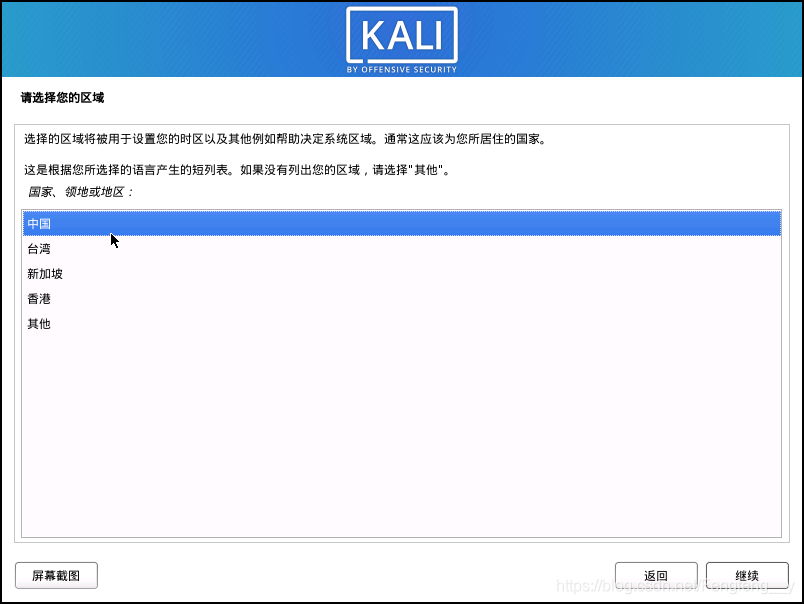 KALI
BY OFFENSIVE SECURITY
请选择您的区域
选择的区域将被用于设置您的时区以及其他例如帮助决定系统区域。通常这应该为您所居住的国家。
这是根据您所选择的语言产生的短列表。如果没有列出您的区域，请选择"其他"。
国家、领地或地区：
中国
台湾
新加坡
香港
其他
屏幕截图
返回
继续